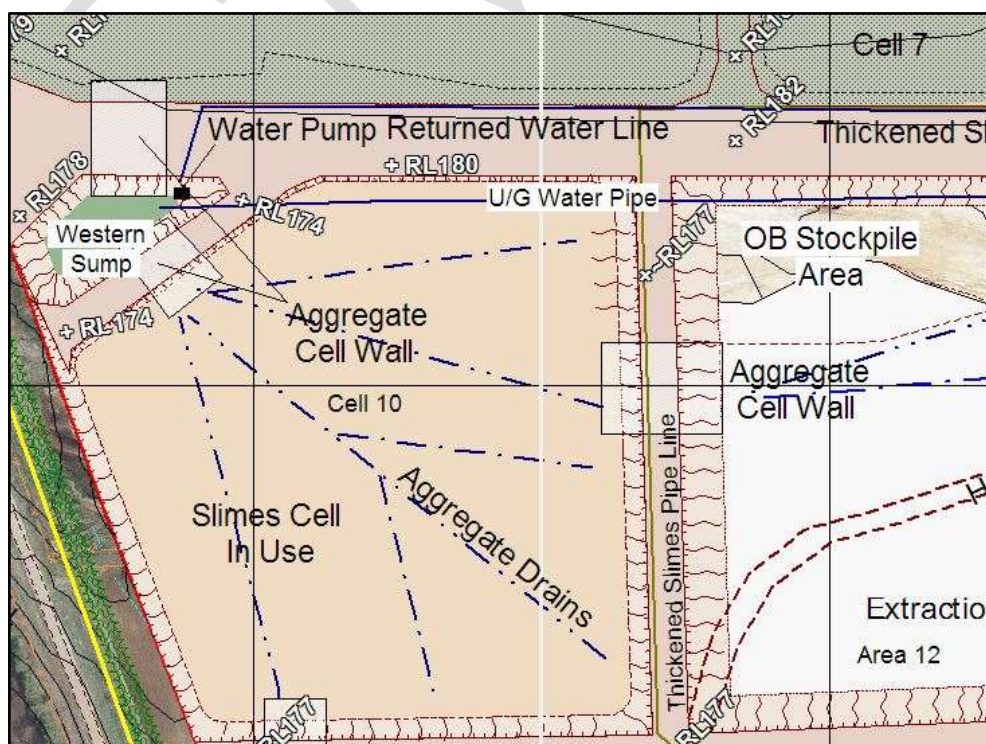 Cell 7
RL182
Water Pump
Returned Water Line
Thickened Sl
RL180
RL178
RL174
U/G Water Pipe
RL177
Western
Sump
OB Stockpile
Area
RL174
Aggregate
Cell Wall
Aggregate
Cell Wall
Cell 10
Slimes Cell
In Use
Aggregate Drains
Thickened Slimes Pipe Line
Extractio
Area 12
RL177
RL177